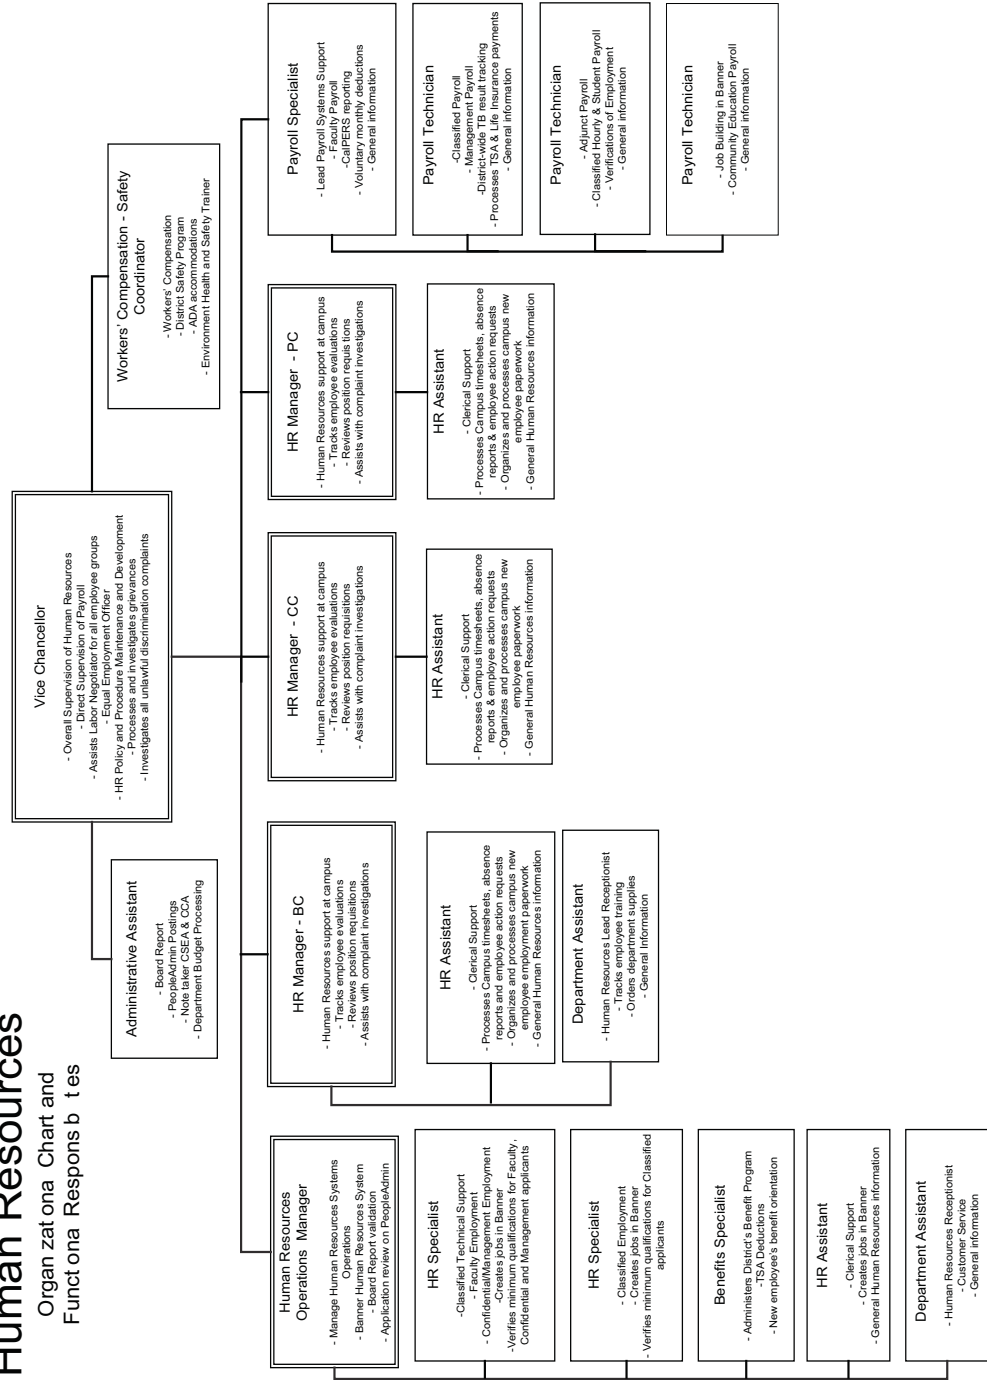 Human Resources
Organ zat ona Chart and
Funct ona Respons b t es
Vice Chancellor
- Overall Supervision of Human Resources
- Direct Supervision of Payroll
- Assists Labor Negotiator for all employee groups
- Equal Employment Officer
- HR Policy and Procedure Maintenance and Development
- Processes and investigates grievances
- Investigates all unlawful discrimination complaints
Administrative Assistant
- Board Report
- PeopleAdmin Postings
- Note taker CSEA & CCA
- Department Budget Processing
Workers' Compensation - Safety
Coordinator
- Workers' Compensation
- District Safety Program
- ADA accommodations
- Environment Health and Safety Trainer
Human Resources
Operations Manager
- Manage Human Resources Systems
Operations
- Banner Human Resources System
- Board Report validation
- Application review on PeopleAdmin
HR Specialist
-Classified Technical Support
- Faculty Employment
- Confidential/Management Employment
-Creates jobs in Banner
-Verifies minimum qualifications for Faculty,
Confidential and Management applicants
HR Specialist
- Classified Employment
- Creates jobs in Banner
- Verifies minimum qualifications for Classified
applicants
Benefits Specialist
- Administers District's Benefit Program
-TSA Deductions
- New employee's benefit orientation
HR Assistant
- Clerical Support
- Creates jobs in Banner
- General Human Resources information
Department Assistant
- Human Resources Receptionist
- Customer Service
- General information
HR Manager - BC
- Human Resources support at campus
- Tracks employee evaluations
- Reviews position requisitions
- Assists with complaint investigations
HR Assistant
- Clerical Support
- Processes Campus timesheets, absence
reports and employee action requests
- Organizes and processes campus new
employee employment paperwork
- General Human Resources information
Department Assistant
- Human Resources Lead Receptionist
- Tracks employee training
- Orders department supplies
- General Information
HR Manager - CC
- Human Resources support at campus
- Tracks employee evaluations
- Reviews position requisitions
- Assists with complaint investigations
HR Assistant
- Clerical Support
- Processes Campus timesheets, absence
reports & employee action requests
- Organizes and processes campus new
employee paperwork
- General Human Resources information
HR Manager - PC
- Human Resources support at campus
- Tracks employee evaluations
- Reviews position requisitions
- Assists with complaint investigations
HR Assistant
- Clerical Support
- Processes Campus timesheets, absence
reports & employee action requests
- Organizes and processes campus new
employee paperwork
- General Human Resources information
Payroll Specialist
- Lead Payroll Systems Support
- Faculty Payroll
-CalPERS reporting
- Voluntary monthly deductions
- General information
Payroll Technician
-Classified Payroll
- Management Payroll
-District-wide TB result tracking
- Processes TSA & Life Insurance payments
- General information
Payroll Technician
- Adjunct Payroll
- Classified Hourly & Student Payroll
- Verifications of Employment
- General information
Payroll Technician
- Job Building in Banner
- Community Education Payroll
- General information